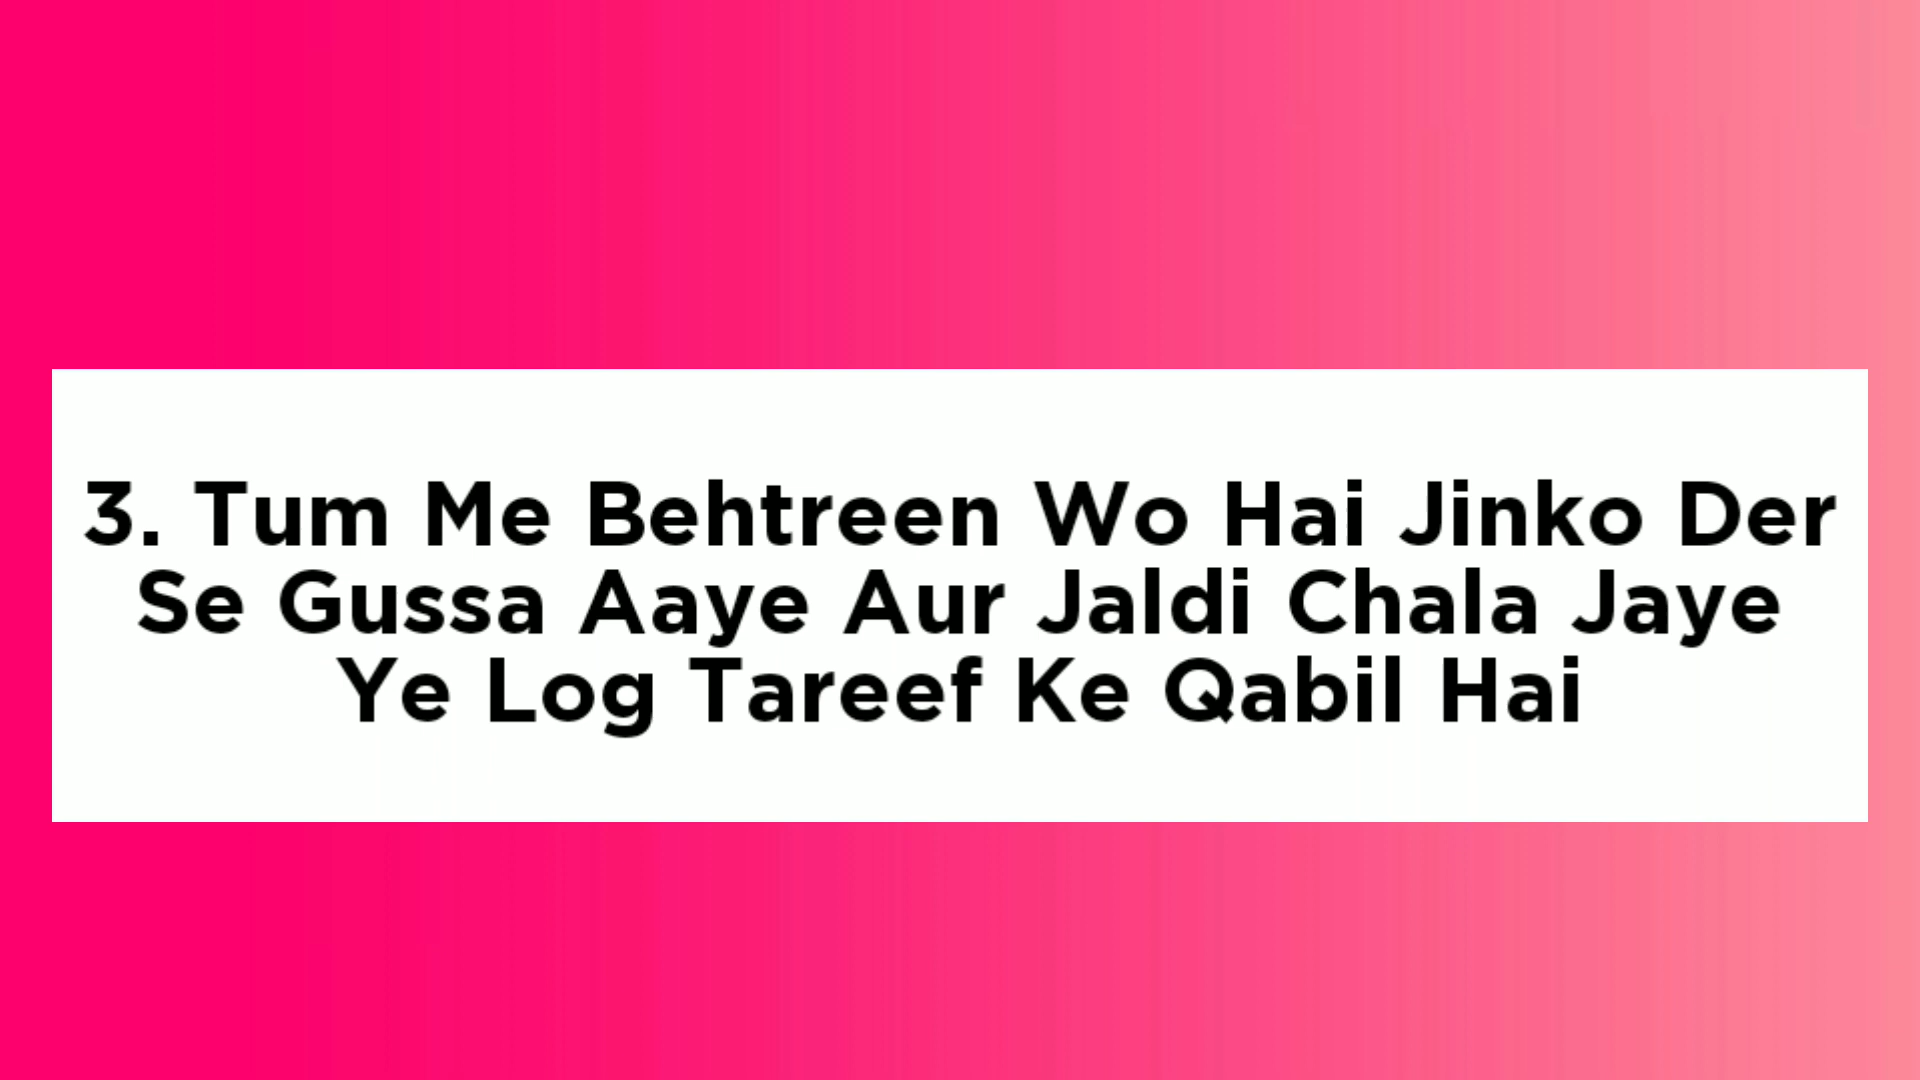 3. Tum Me Behtreen Wo Hai Jinko Der
Se Gussa Aaye Aur Jaldi Chala Jaye
Ye Log Tareef Ke Qabil Hai